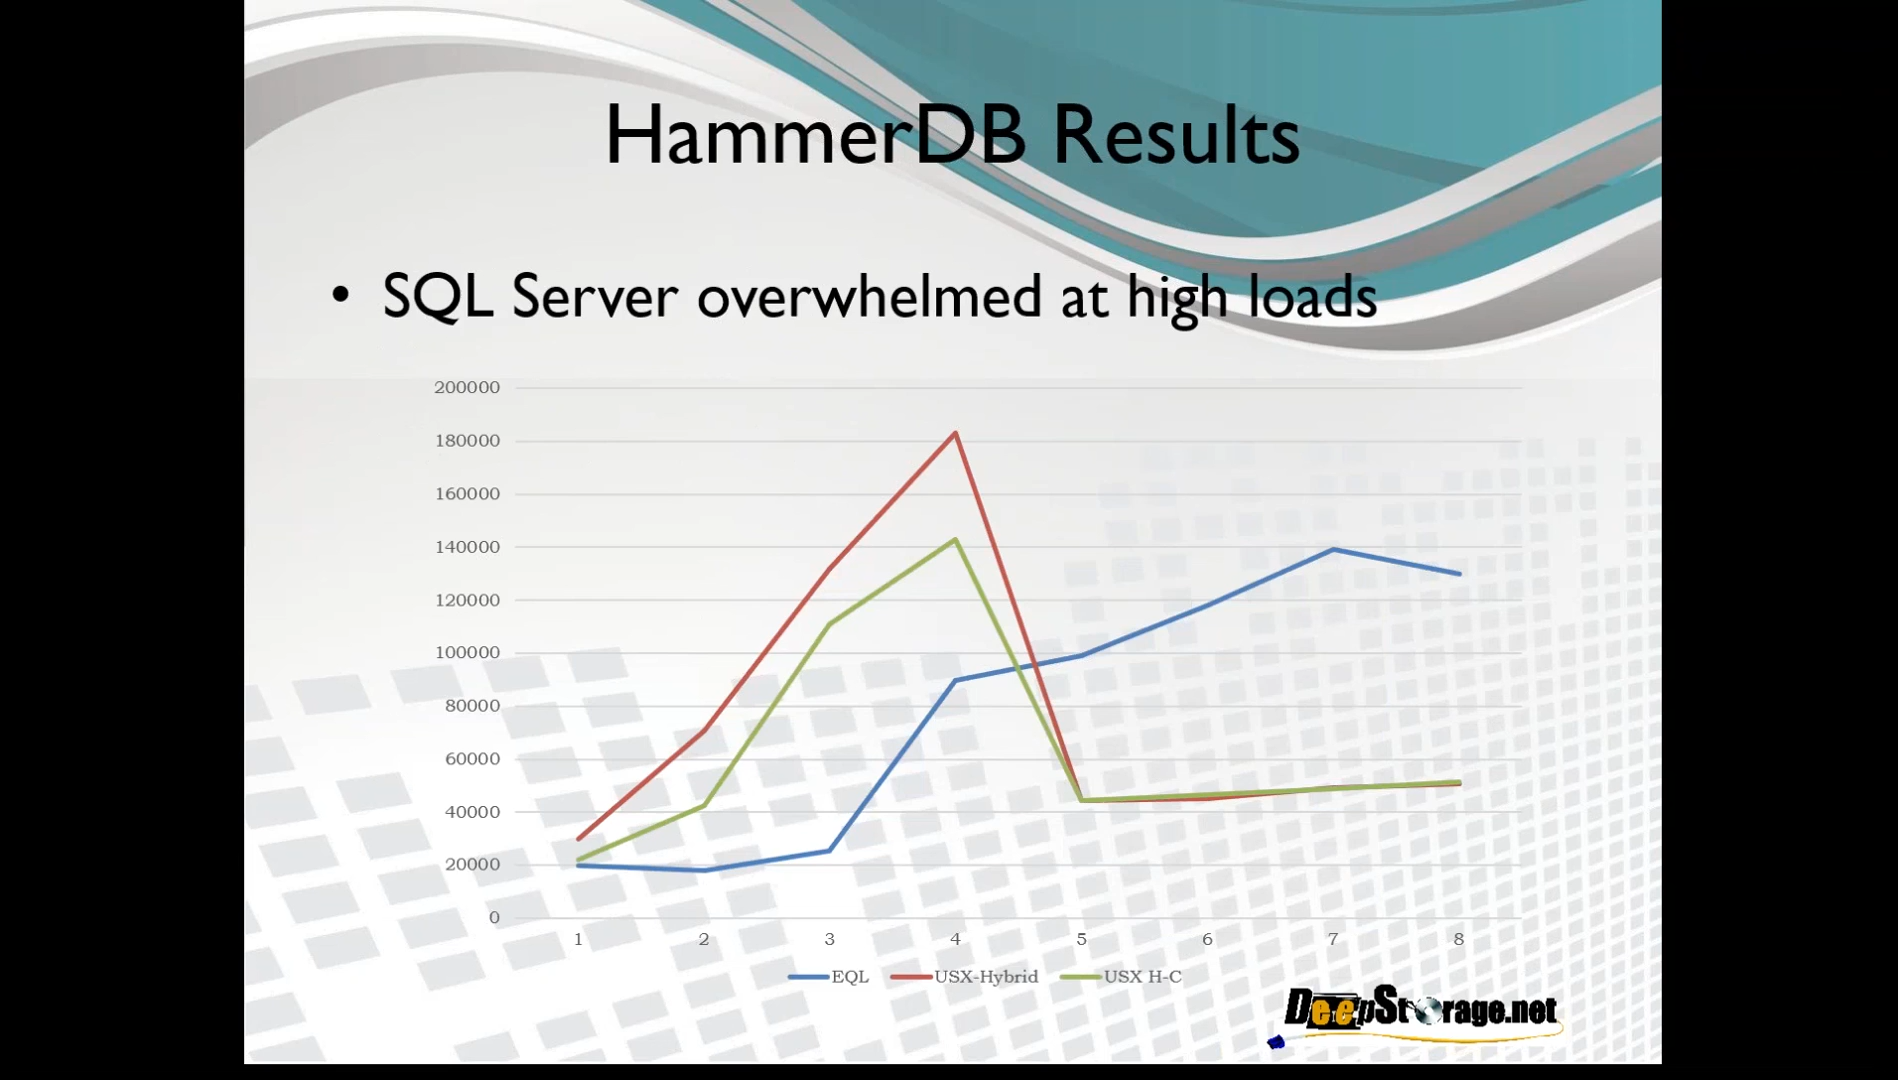 HammerDB Results
• SQL Server overwhelmed at high loads
200000
180000
160000
140000
120000
100000
80000
60000
40000
20000
0
1 2 3 4 5 6 7 8
EQL USX-Hybrid USX H-C
DeepStorage.net